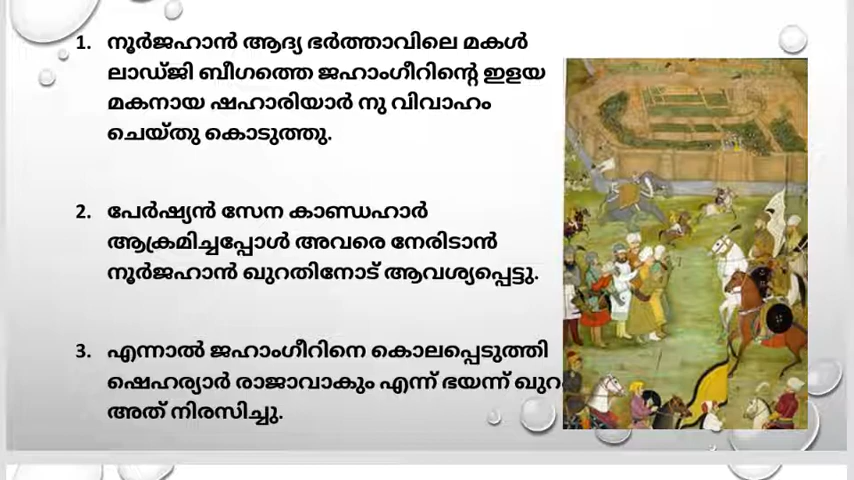 1. നൂർജഹാൻ ആദ്യ ഭർത്താവിലെ മകൾ
ലാഡ്ജി ബീഗത്തെ ജഹാംഗീറിന്റെ ഇളയ
മകനായ ഷഹാരിയാർ നു വിവാഹം
ചെയ്തു കൊടുത്തു.
2. പേർഷ്യൻ സേന കാണ്ഡഹാർ
ആക്രമിച്ചപ്പോൾ അവരെ നേരിടാൻ
നൂർജഹാൻ ഖുറതിനോട് ആവശ്യപ്പെട്ടു.
3. എന്നാൽ ജഹാംഗീറിനെ കൊലപ്പെടുത്തി
ഷെഹര്യാർ രാജാവാകും എന്ന് ഭയന്ന്
അത് നിരസിച്ചു.